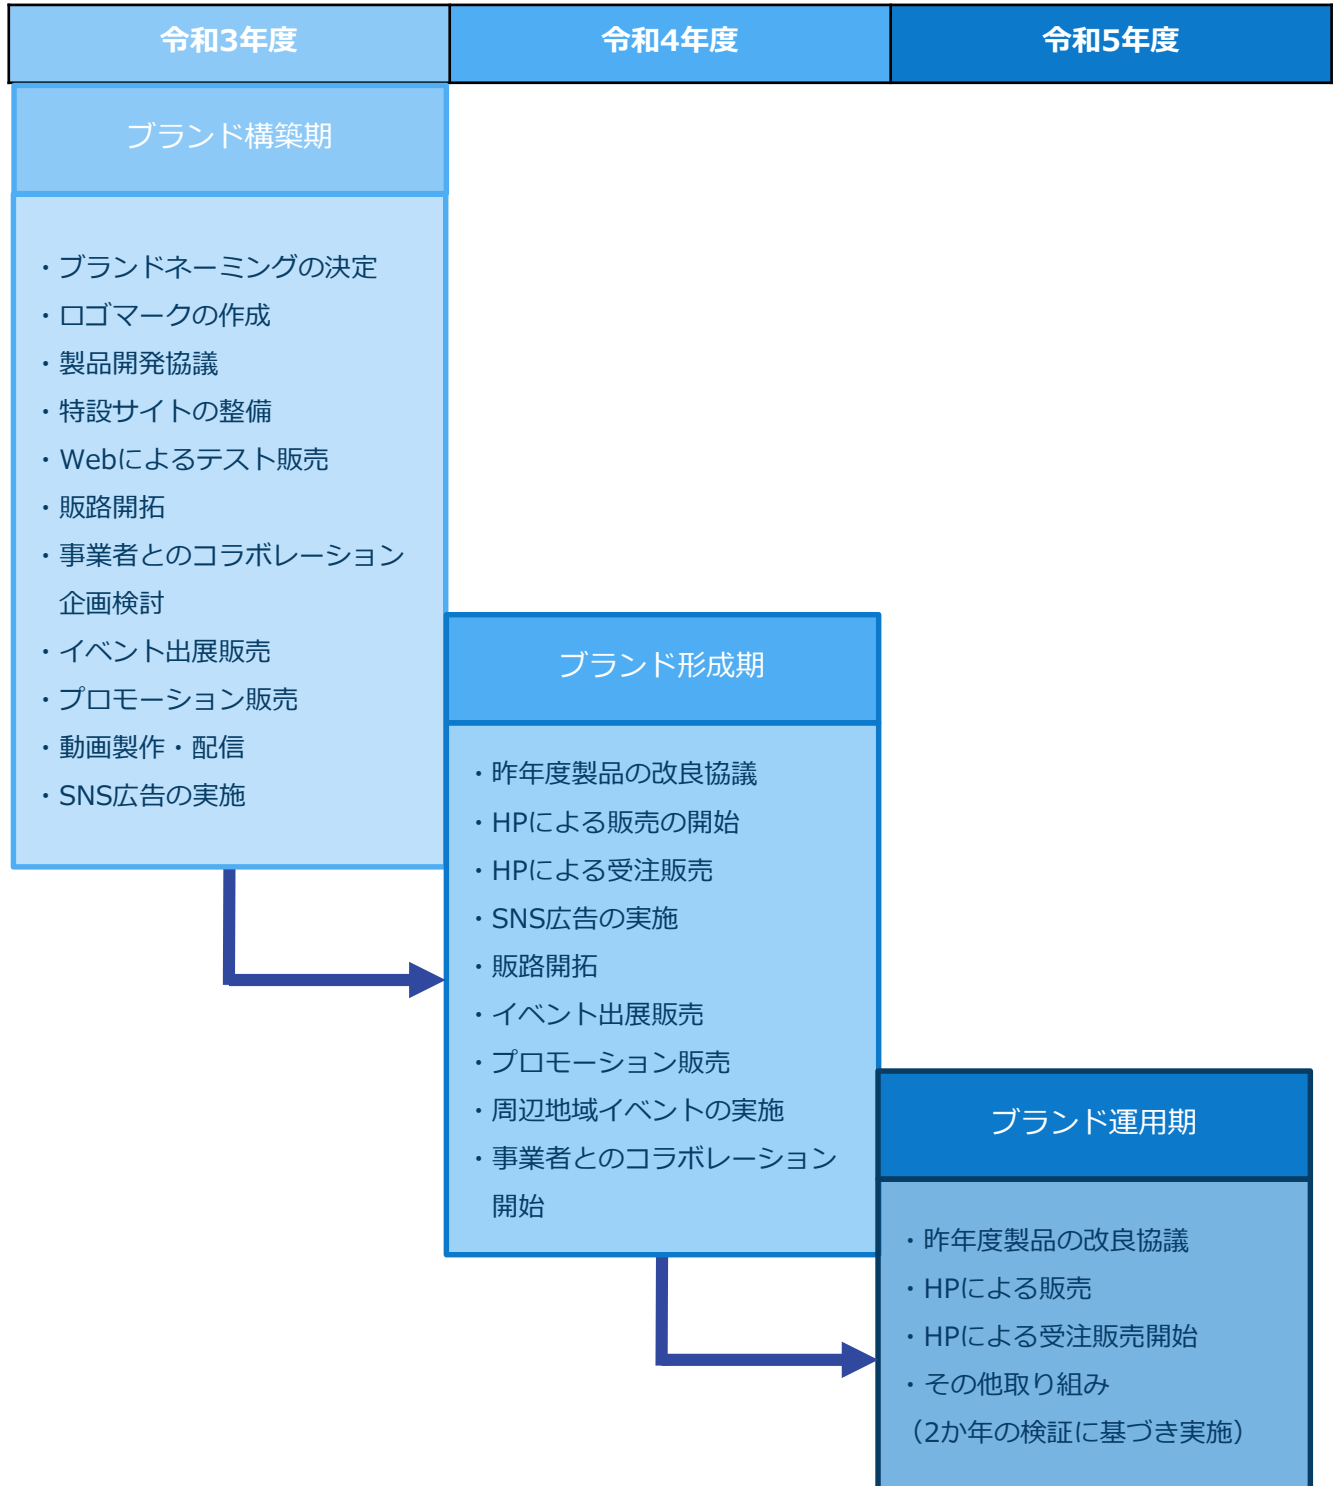 令和3年度
令和4年度
令和5年度
ブランド構築期
・ブランドネーミングの決定
・ロゴマークの作成
・製品開発協議
・特設サイトの整備
・Webによるテスト販売
・販路開拓
・事業者とのコラボレーション
企画検討
・イベント出展販売
・プロモーション販売
・動画製作・配信
・SNS広告の実施
ブランド形成期
・昨年度製品の改良協議
・HPによる販売の開始
・HPによる受注販売
・SNS広告の実施
・販路開拓
・イベント出展販売
・プロモーション販売
・周辺地域イベントの実施
・事業者とのコラボレーション
開始
ブランド運用期
・昨年度製品の改良協議
・HPによる販売
・HPによる受注販売開始
・その他取り組み
（2か年の検証に基づき実施）